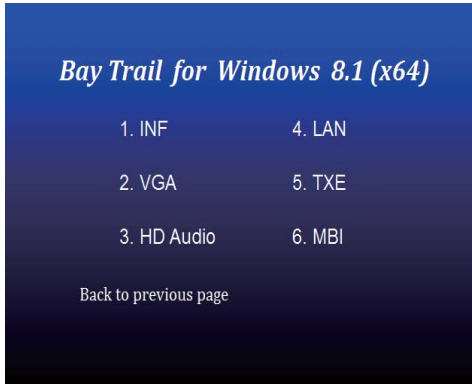 Bay Trail for Windows 8.1 (x64)
1. INF
4. LAN
2. VGA
5. TXE
3. HD Audio
6. MBI
Back to previous page